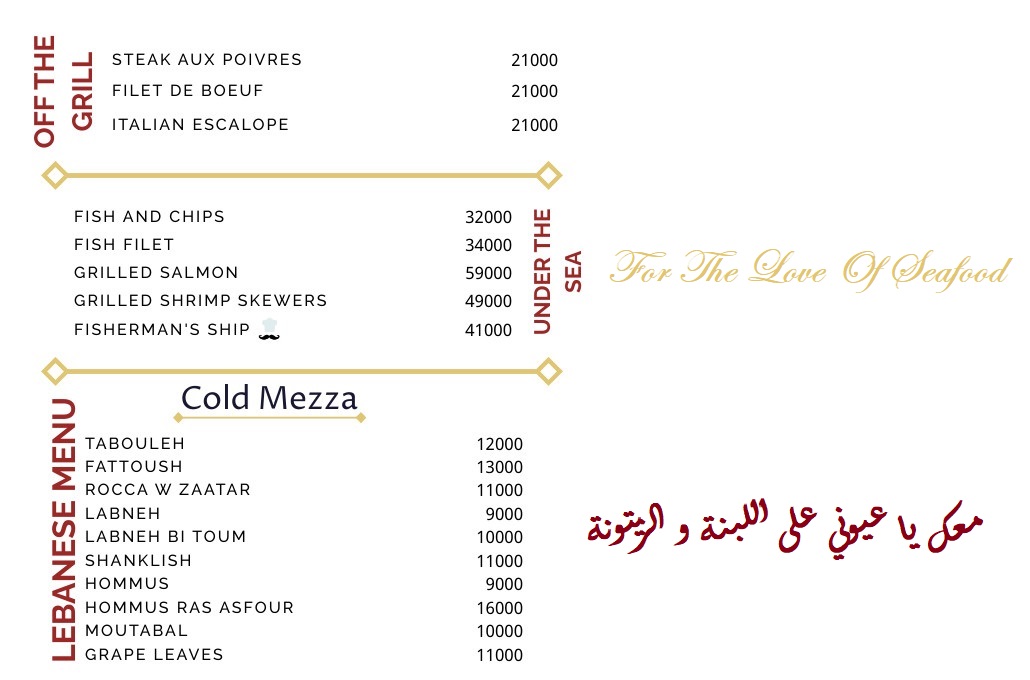 OFF THE
GRILL
STEAK AUX POIVRES 21000
FILET DE BOEUF 21000
ITALIAN ESCALOPE 21000
UNDER THE
SEA
FISH AND CHIPS 32000
FISH FILET 34000
GRILLED SALMON 59000
GRILLED SHRIMP SKEWERS 49000
FISHERMAN'S SHIP 41000
For The Love Of Seafood
LEBANESE MENU
Cold Mezza
TABOULEH 12000
FATTOUSH 13000
ROCCA W ZAATAR 11000
LABNEH 9000
LABNEH BI TOUM 10000
SHANKLISH 11000
HOMMUS 9000
HOMMUS RAS ASFOUR 16000
MOUTABAL 10000
GRAPE LEAVES 11000
معك يا عيوني على اللبنة و الزيتونة